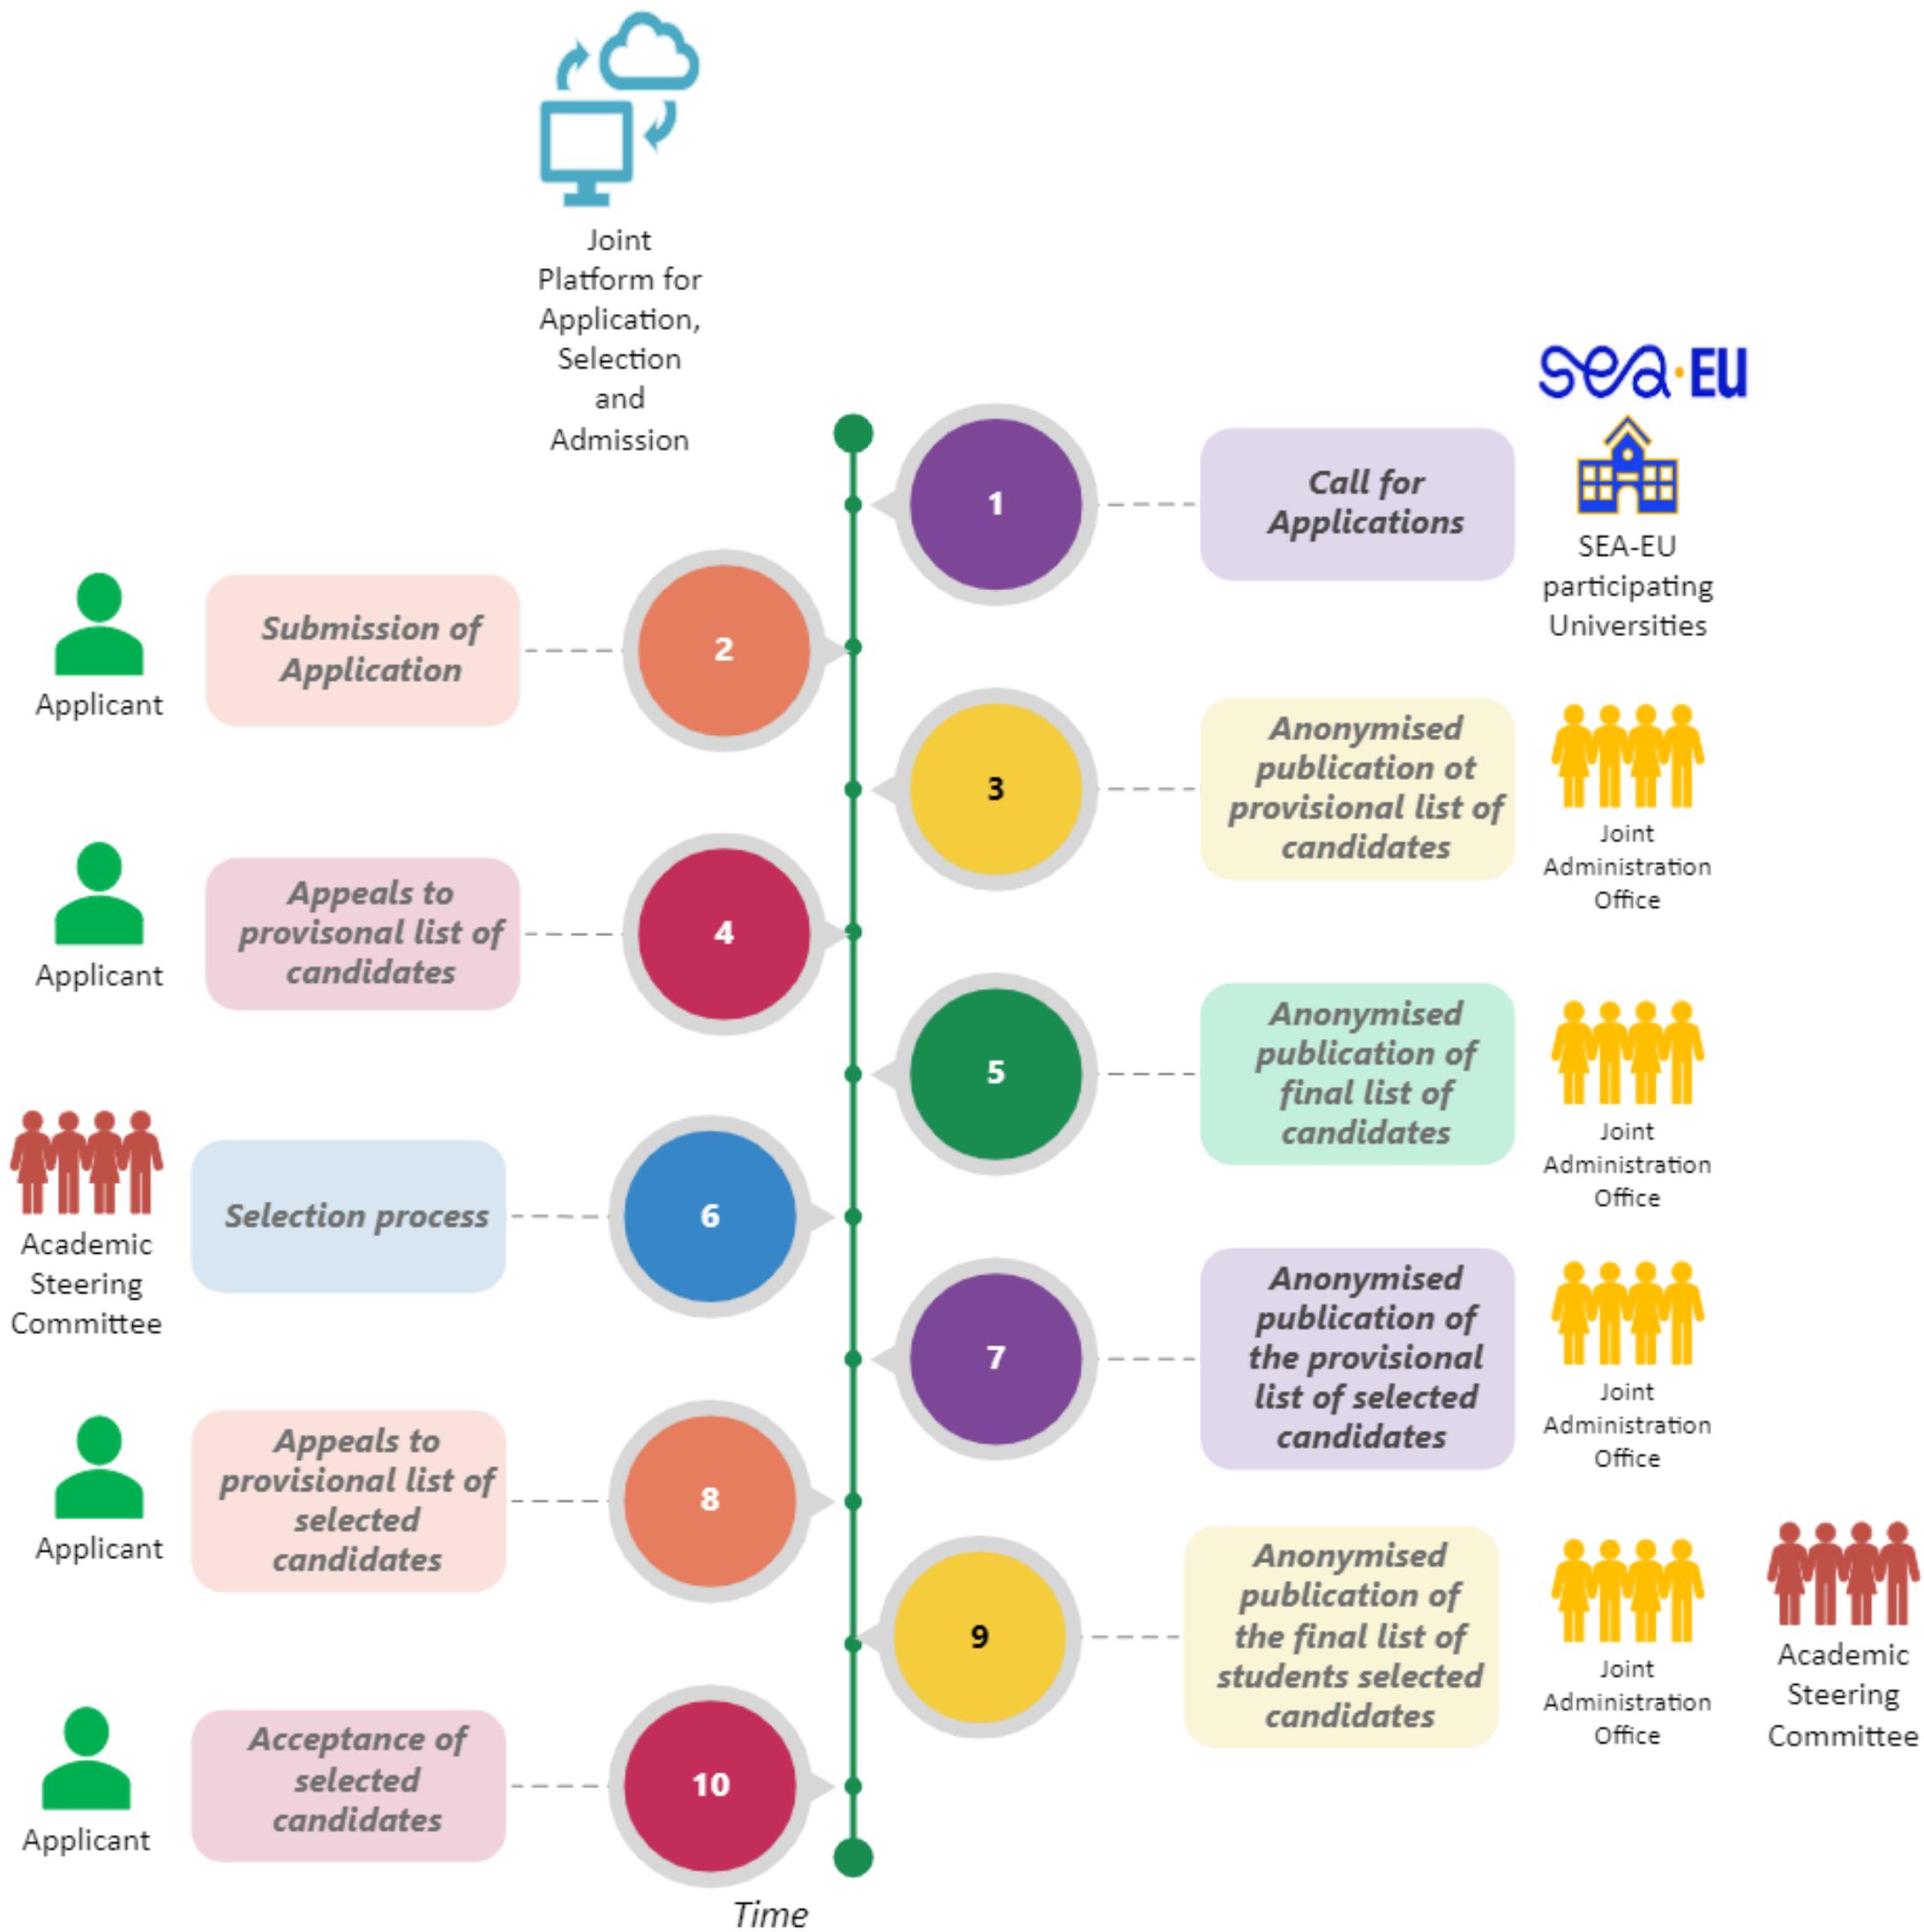 Joint
Platform for
Application,
Selection
and
Admission
sea·EU
1
Call for
Applications
SEA-EU
participating
Universities
Applicant
Submission of
Application
2
3
Anonymised
publication ot
provisional list of
candidates
Joint
Administration
Office
Applicant
Appeals to
provisonal list of
candidates
4
5
Anonymised
publication of
final list of
candidates
Joint
Administration
Office
Academic
Steering
Committee
Selection process
6
7
Anonymised
publication of
the provisional
list of selected
candidates
Joint
Administration
Office
Applicant
Appeals to
provisional list of
selected
candidates
8
9
Anonymised
publication of
the final list of
students selected
candidates
Joint
Administration
Office
Academic
Steering
Committee
Applicant
Acceptance of
selected
candidates
10
Time